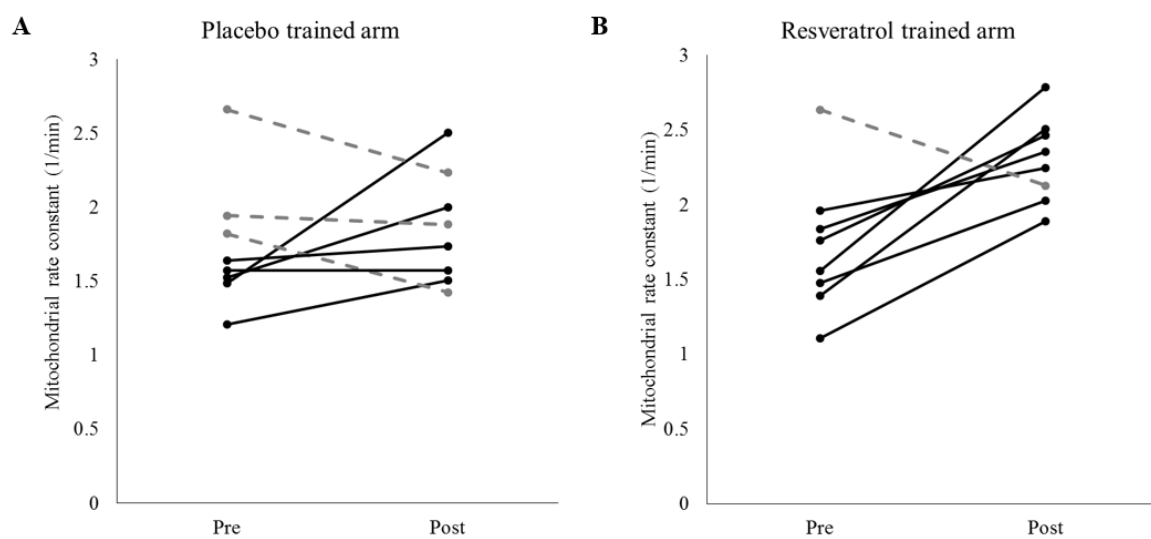 A
Placebo trained arm
Mitochondrial rate constant (1/min)
3
2.5
2
1.5
1
0.5
0
Pre
Post
B
Resveratrol trained arm
Mitochondrial rate constant (1/min)
3
2.5
2
1.5
1
0.5
0
Pre
Post